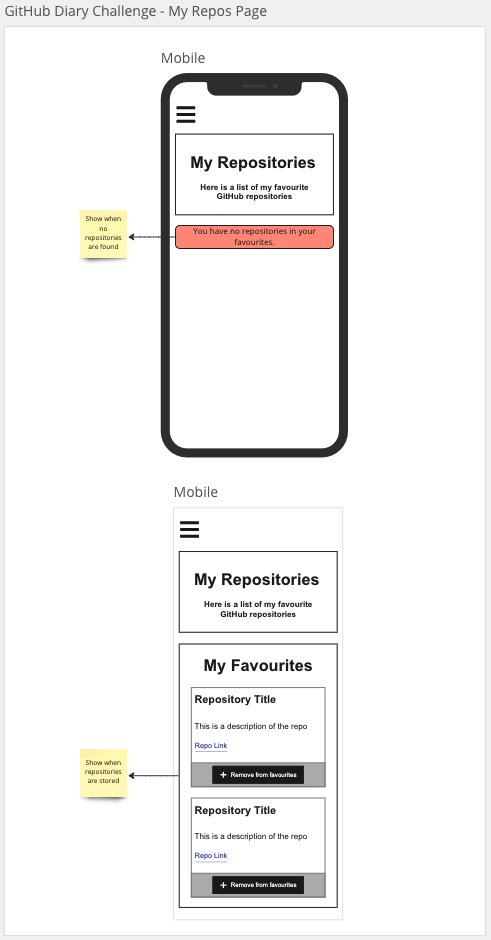 GitHub Diary Challenge - My Repos Page
Mobile
My Repositories
Here is a list of my favourite
GitHub repositories
Show when
no
repositories
are found
You have no repositories in your
favourites.
Mobile
My Repositories
Here is a list of my favourite
GitHub repositories
My Favourites
Repository Title
This is a description of the repo
Repo Link
+ Remove from favourites
Show when
repositories
are stored
Repository Title
This is a description of the repo
Repo Link
+ Remove from favourites